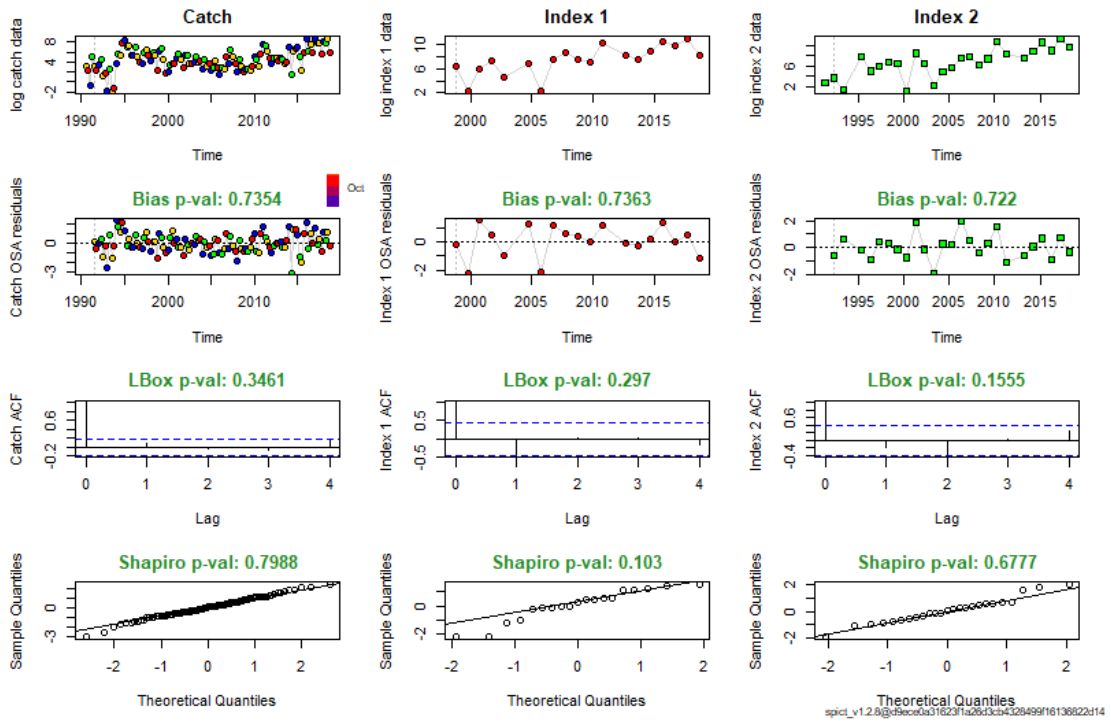 Catch
Index 1
Index 2
log catch data
-2
4
8
1990
2000
2010
Time
log index 1 data
2
6
10
2000
2005
2010
2015
Time
log index 2 data
2
6
1995
2000
2005
2010
2015
Time
Oct
Bias p-val: 0.7354
Bias p-val: 0.7363
Bias p-val: 0.722
Catch OSA residuals
-3
0
1990
2000
2010
Time
Index 1 OSA residuals
-2
0
2000
2005
2010
2015
Time
Index 2 OSA residuals
-2
0
2
1995
2000
2005
2010
2015
Time
LBox p-val: 0.3461
LBox p-val: 0.297
LBox p-val: 0.1555
Catch ACF
-0.2
0.6
0 1 2 3 4
Lag
Index 1 ACF
-0.5
0.5
0 1 2 3 4
Lag
Index 2 ACF
-0.4
0.6
0 1 2 3 4
Lag
Shapiro p-val: 0.7988
Shapiro p-val: 0.103
Shapiro p-val: 0.6777
Sample Quantiles
-3
0
-2 -1 0 1 2
Theoretical Quantiles
Sample Quantiles
-2
0
-2 -1 0 1 2
Theoretical Quantiles
Sample Quantiles
-2
0
2
-2 -1 0 1 2
Theoretical Quantiles